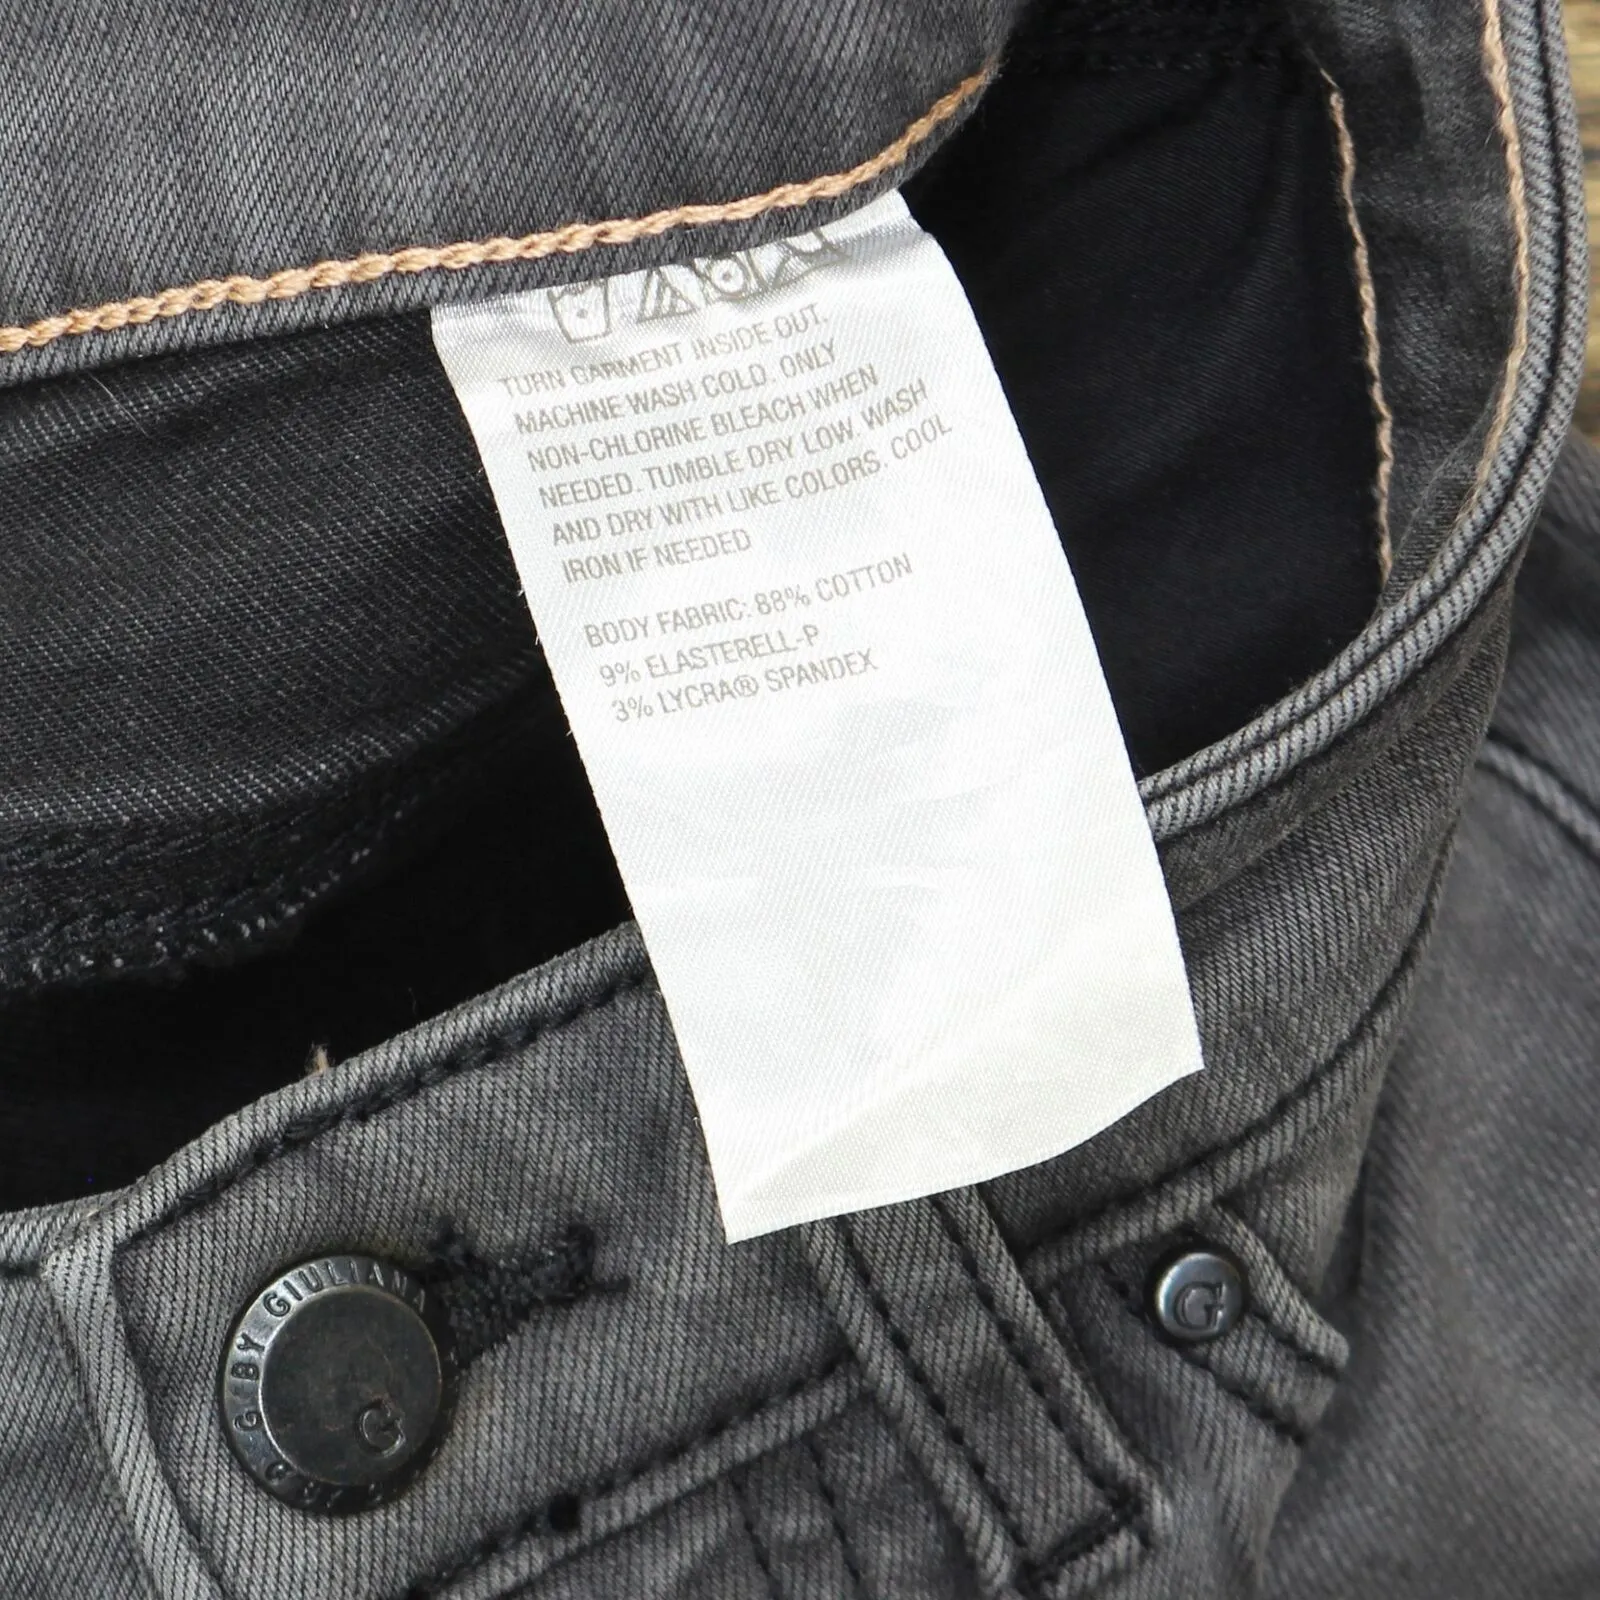 TURN GARMENT INSIDE OUT.
MACHINE WASH COLD. ONLY
NON-CHLORINE BLEACH WHEN
NEEDED. TUMBLE DRY LOW. WASH
AND DRY WITH LIKE COLORS. COOL
IRON IF NEEDED
BODY FABRIC: 88% COTTON
9% ELASTERELL-P
3% LYCRA® SPANDEX
G BY GIULIANA
G
G